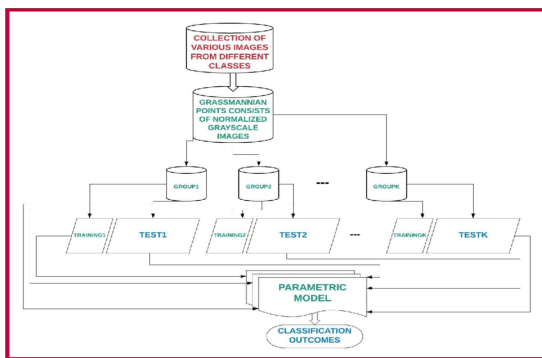 COLLECTION OF
VARIOUS IMAGES
FROM DIFFERENT
CLASSES
GRASSMANNIAN
POINTS CONSISTS
OF NORMALIZED
GRAYSCALE
IMAGES
GROUP1
GROUP2
---
GROUPK
TRAINING1
TEST1
TRAINING2
TEST2
---
TRAININGK
TESTK
PARAMETRIC
MODEL
CLASSIFICATION
OUTCOMES